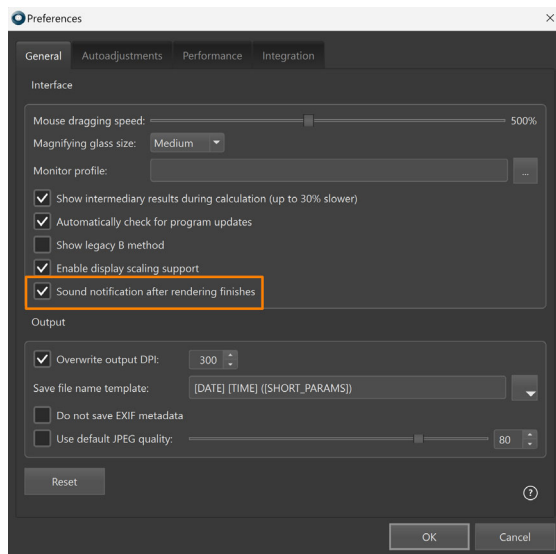 Preferences
General Autoadjustments Performance Integration
Interface
Mouse dragging speed: 500%
Magnifying glass size: Medium
Monitor profile: ...
Show intermediary results during calculation (up to 30% slower)
Automatically check for program updates
Show legacy B method
Enable display scaling support
Sound notification after rendering finishes
Output
Overwrite output DPI: 300
Save file name template: [DATE] [TIME] ([SHORT_PARAMS])
Do not save EXIF metadata
Use default JPEG quality: 80
Reset
?
OK Cancel